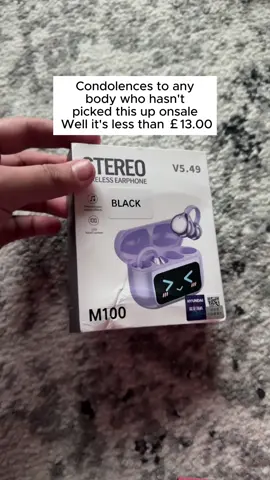 Condolences to any
body who hasn't
picked this up onsale
Well it's less than £13.00
STEREO
WIRELESS EARPHONE
V5.49
BLACK
M100
HYUNDAI